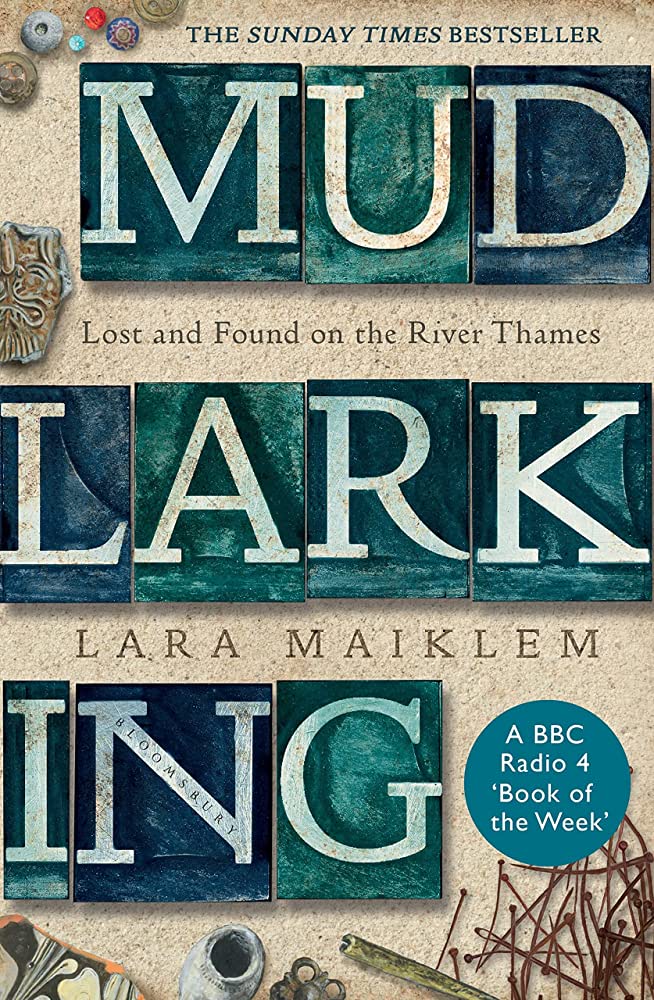 THE SUNDAY TIMES BESTSELLER
MUD
Lost and Found on the River Thames
LARK
LARA MAIKLEM
ING
BLOOMSBURY
A BBC
Radio 4
‘Book of
the Week’